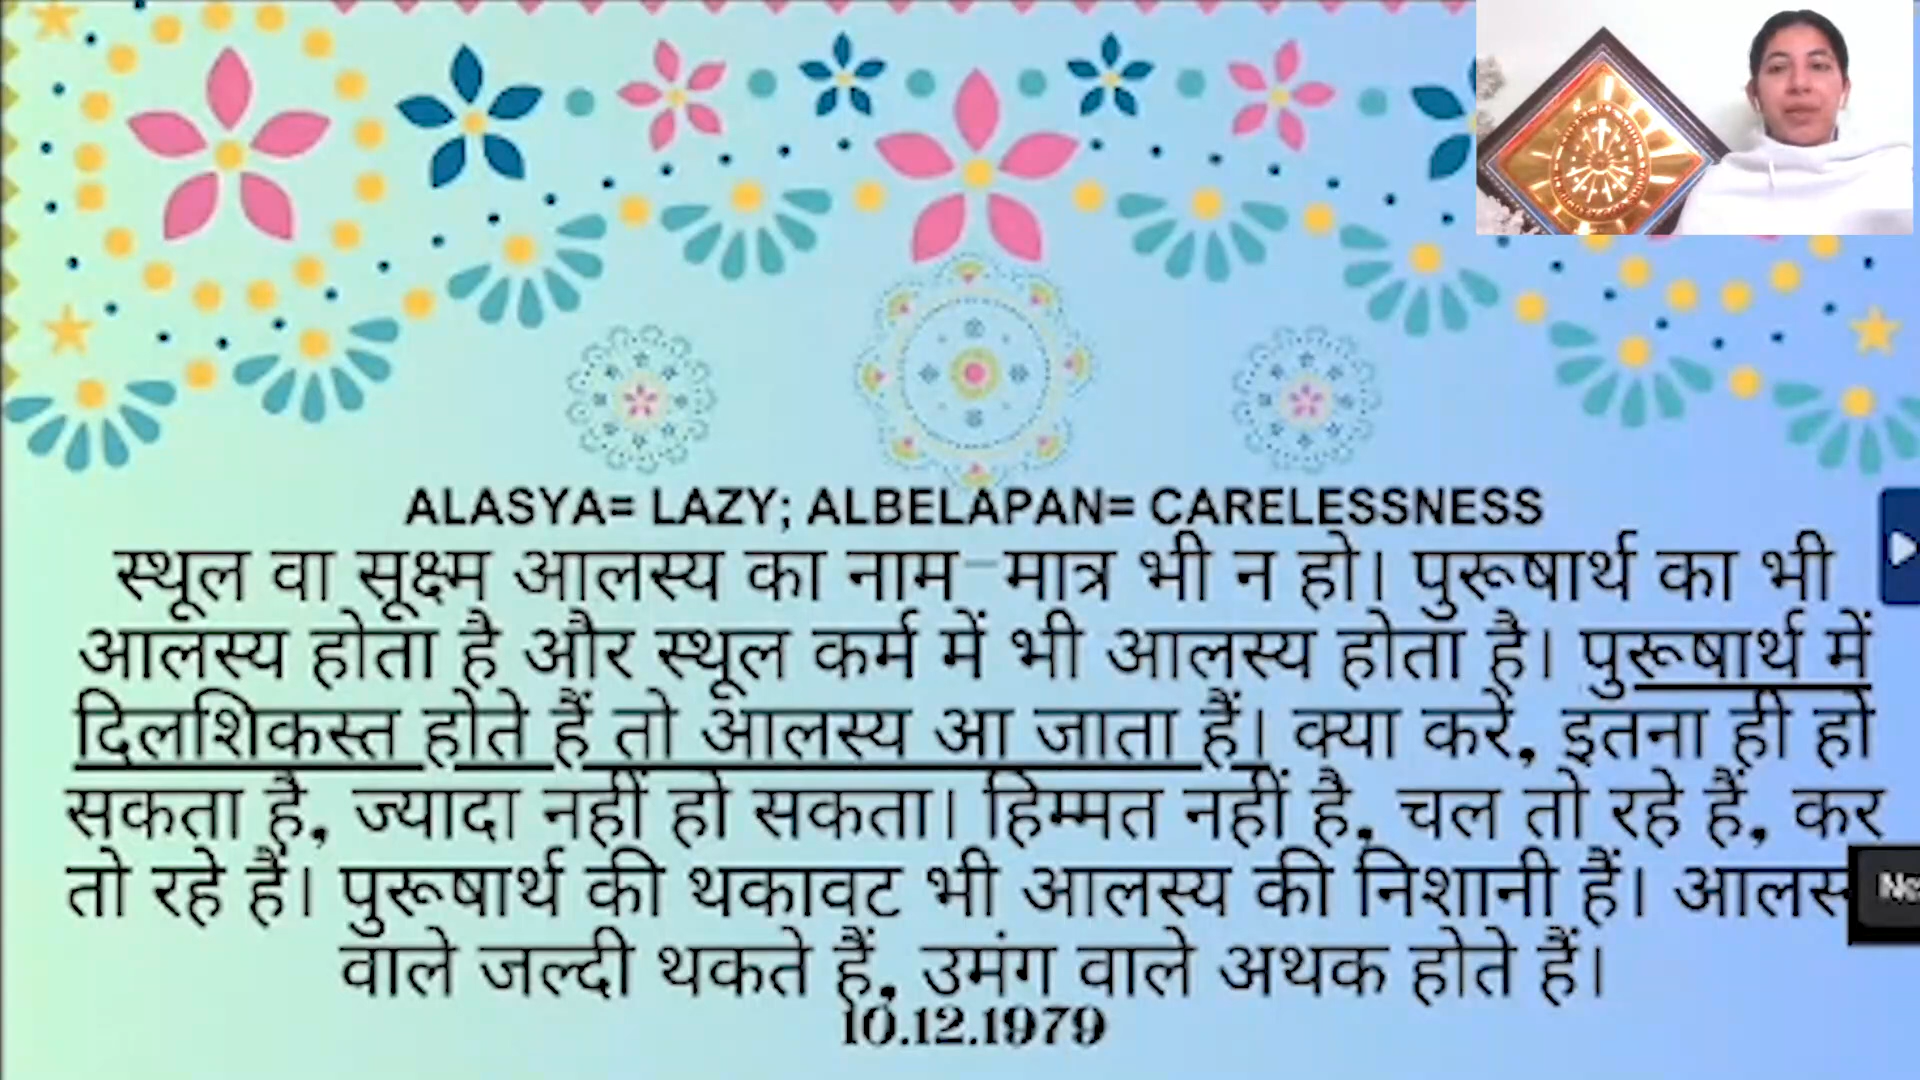 ALASYA= LAZY; ALBELAPAN= CARELESSNESS
स्थूल वा सूक्ष्म आलस्य का नाम-मात्र भी न हो। पुरूषार्थ का भी
आलस्य होता है और स्थूल कर्म में भी आलस्य होता है। पुरूषार्थ में
दिलशिकस्त होते हैं तो आलस्य आ जाता हैं। क्या करें, इतना ही हो
सकता है, ज्यादा नहीं हो सकता। हिम्मत नहीं है, चल तो रहे हैं, कर
तो रहे हैं। पुरूषार्थ की थकावट भी आलस्य की निशानी हैं।
वाले जल्दी थकते हैं, उमंग वाले अथक होते हैं।
10.12.1979